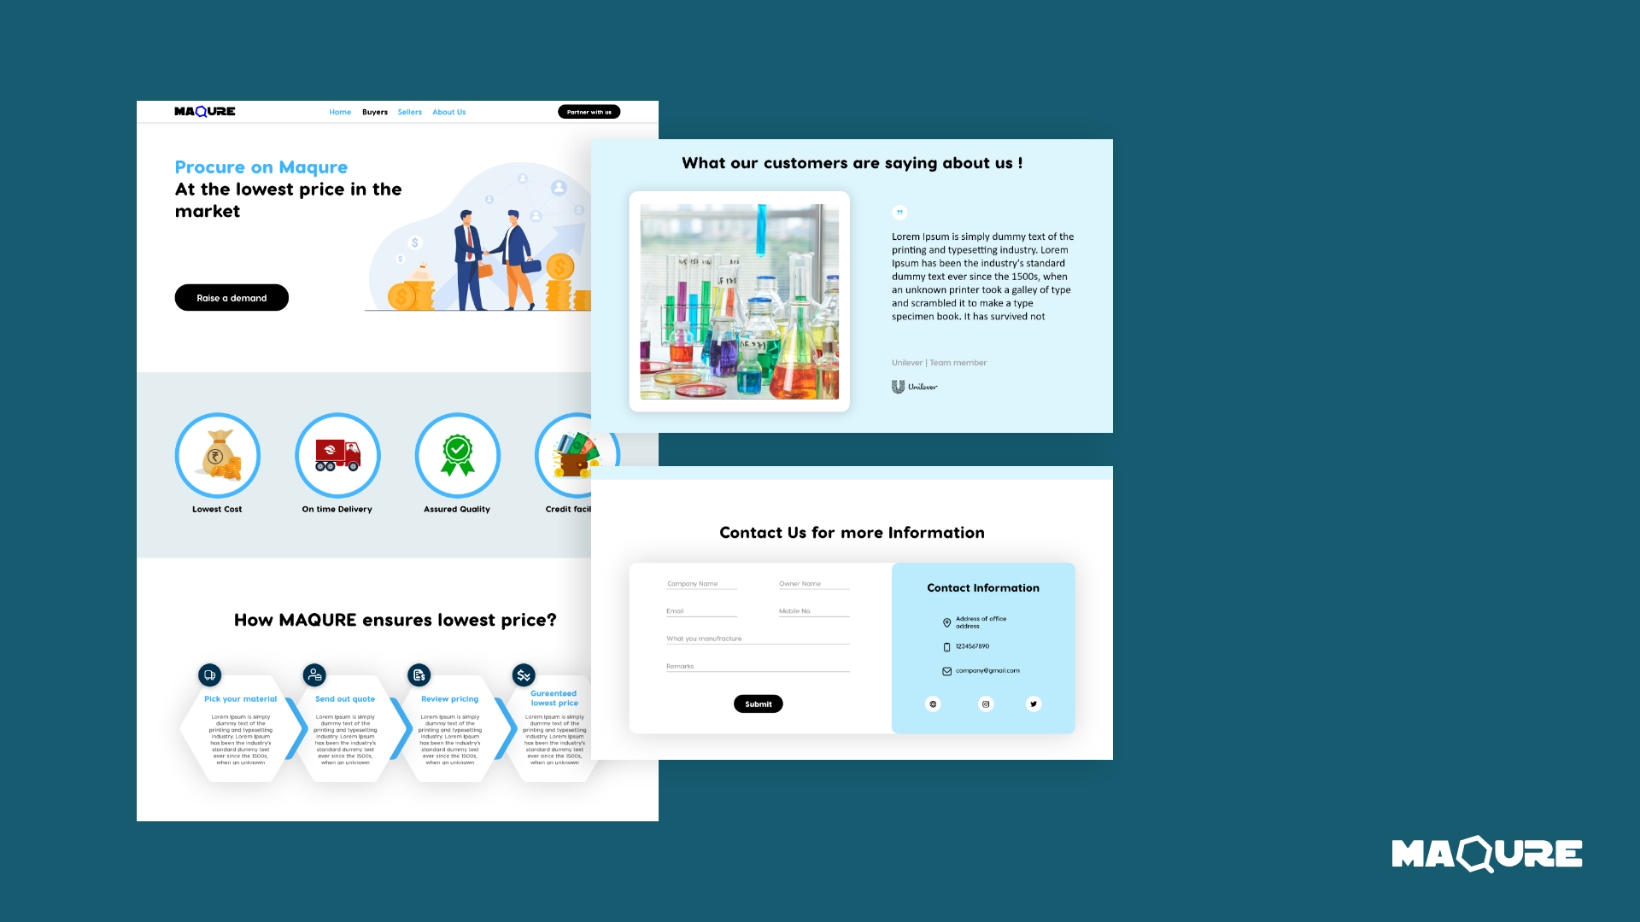 MAQURE
Home Buyers Sellers About Us
Partner with us
Procure on Maqure
At the lowest price in the
market
Raise a demand
Lowest Cost
On time Delivery
Assured Quality
Credit facil
How MAQURE ensures lowest price?
Pick your material
Lorem Ipsum is simply
dummy text of the
printing and typesetting
industry. Lorem Ipsum
has been the industry's
standard dummy text
ever since the 1500s,
when an unknown
Send out quote
Lorem Ipsum is simply
dummy text of the
printing and typesetting
industry. Lorem Ipsum
has been the industry's
standard dummy text
ever since the 1500s,
when an unknown
Review pricing
Lorem Ipsum is simply
dummy text of the
printing and typesetting
industry. Lorem Ipsum
has been the industry's
standard dummy text
ever since the 1500s,
when an unknown
Gureenteed
lowest price
Lorem Ipsum is simply
dummy text of the
printing and typesetting
industry. Lorem Ipsum
has been the industry's
standard dummy text
ever since the 1500s,
when an unknown
What our customers are saying about us !
Lorem Ipsum is simply dummy text of the
printing and typesetting industry. Lorem
Ipsum has been the industry's standard
dummy text ever since the 1500s, when
an unknown printer took a galley of type
and scrambled it to make a type
specimen book. It has survived not
Unilever | Team member
Unilever
Contact Us for more Information
Company Name
Owner Name
Email
Mobile No.
What you manufracture
Remarks
Submit
Contact Information
Address of office
address
1234567890
company@gmail.com
MAQURE